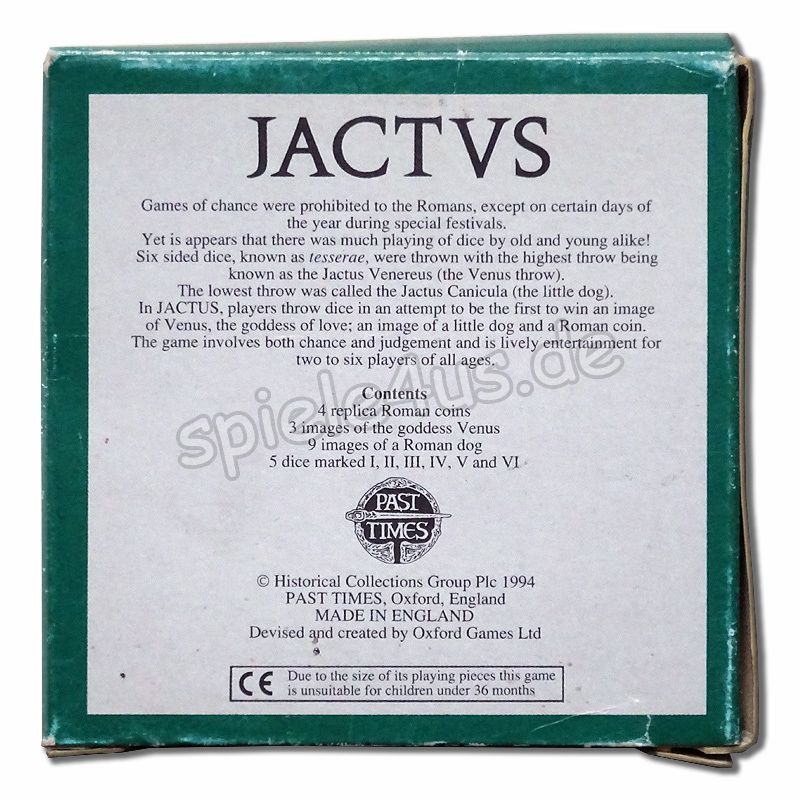 JACTVS
Games of chance were prohibited to the Romans, except on certain days of
the year during special festivals.
Yet is appears that there was much playing of dice by old and young alike!
Six sided dice, known as tesserae, were thrown with the highest throw being
known as the Jactus Venereus (the Venus throw).
The lowest throw was called the Jactus Canicula (the little dog).
In JACTUS, players throw dice in an attempt to be the first to win an image
of Venus, the goddess of love; an image of a little dog and a Roman coin.
The game involves both chance and judgement and is lively entertainment for
two to six players of all ages.
spiele4us.de
Contents
4 replica Roman coins
3 images of the goddess Venus
9 images of a Roman dog
5 dice marked I, II, III, IV, V and VI
PAST
TIMES
© Historical Collections Group Plc 1994
PAST TIMES, Oxford, England
MADE IN ENGLAND
Devised and created by Oxford Games Ltd
CE Due to the size of its playing pieces this game
is unsuitable for children under 36 months